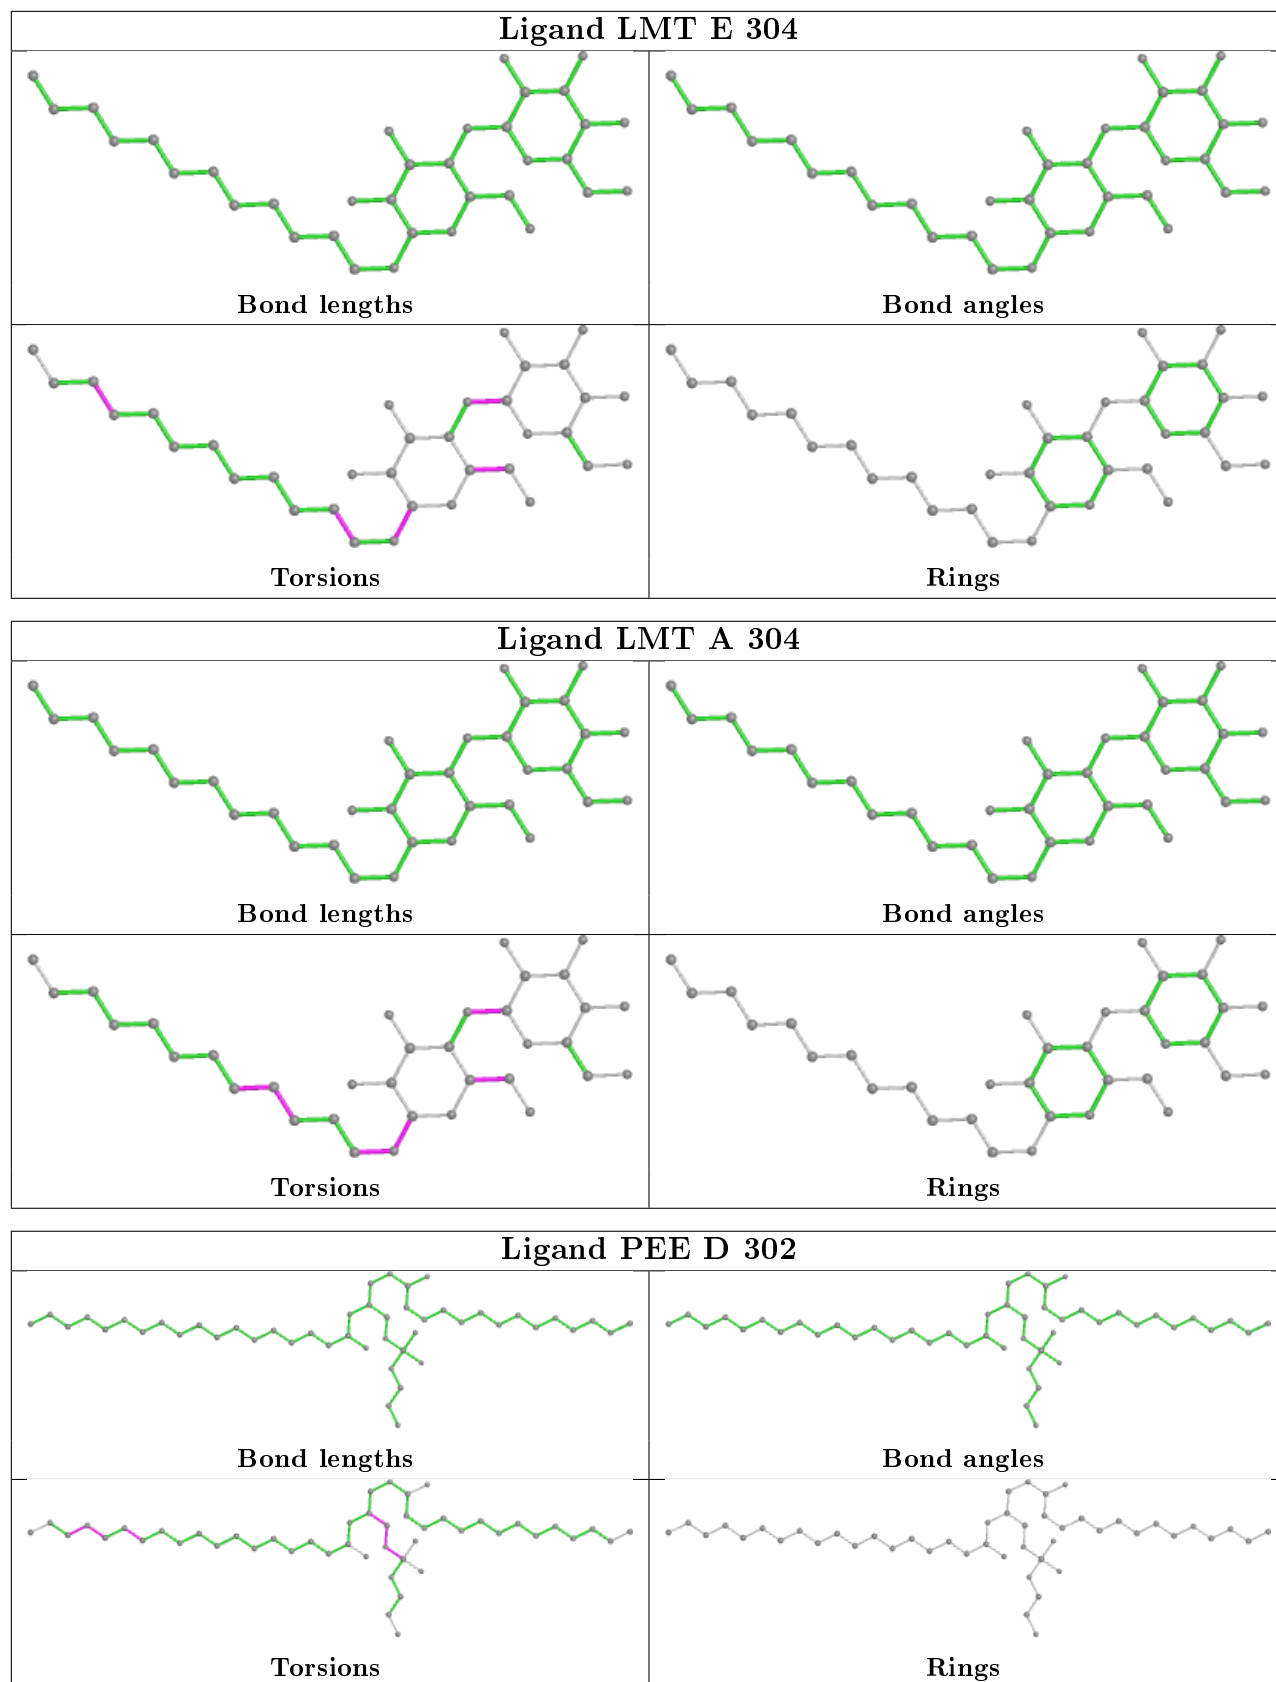 Ligand LMT E 304
Bond lengths
Bond angles
Torsions
Rings
Ligand LMT A 304
Bond lengths
Bond angles
Torsions
Rings
Ligand PEE D 302
Bond lengths
Bond angles
Torsions
Rings